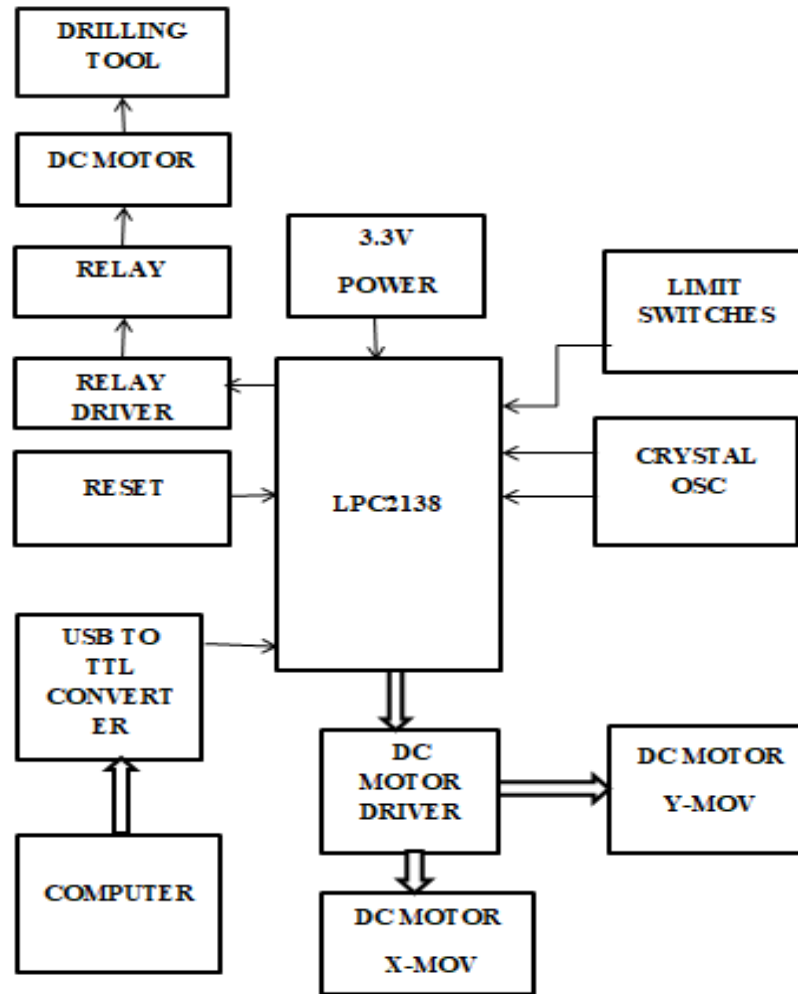 DRILLING
TOOL
DC MOTOR
RELAY
RELAY
DRIVER
RESET
USB TO
TTL
CONVERT
ER
COMPUTER
3.3V
POWER
LPC2138
LIMIT
SWITCHES
CRYSTAL
OSC
DC
MOTOR
DRIVER
DC MOTOR
Y-MOV
DC MOTOR
X-MOV